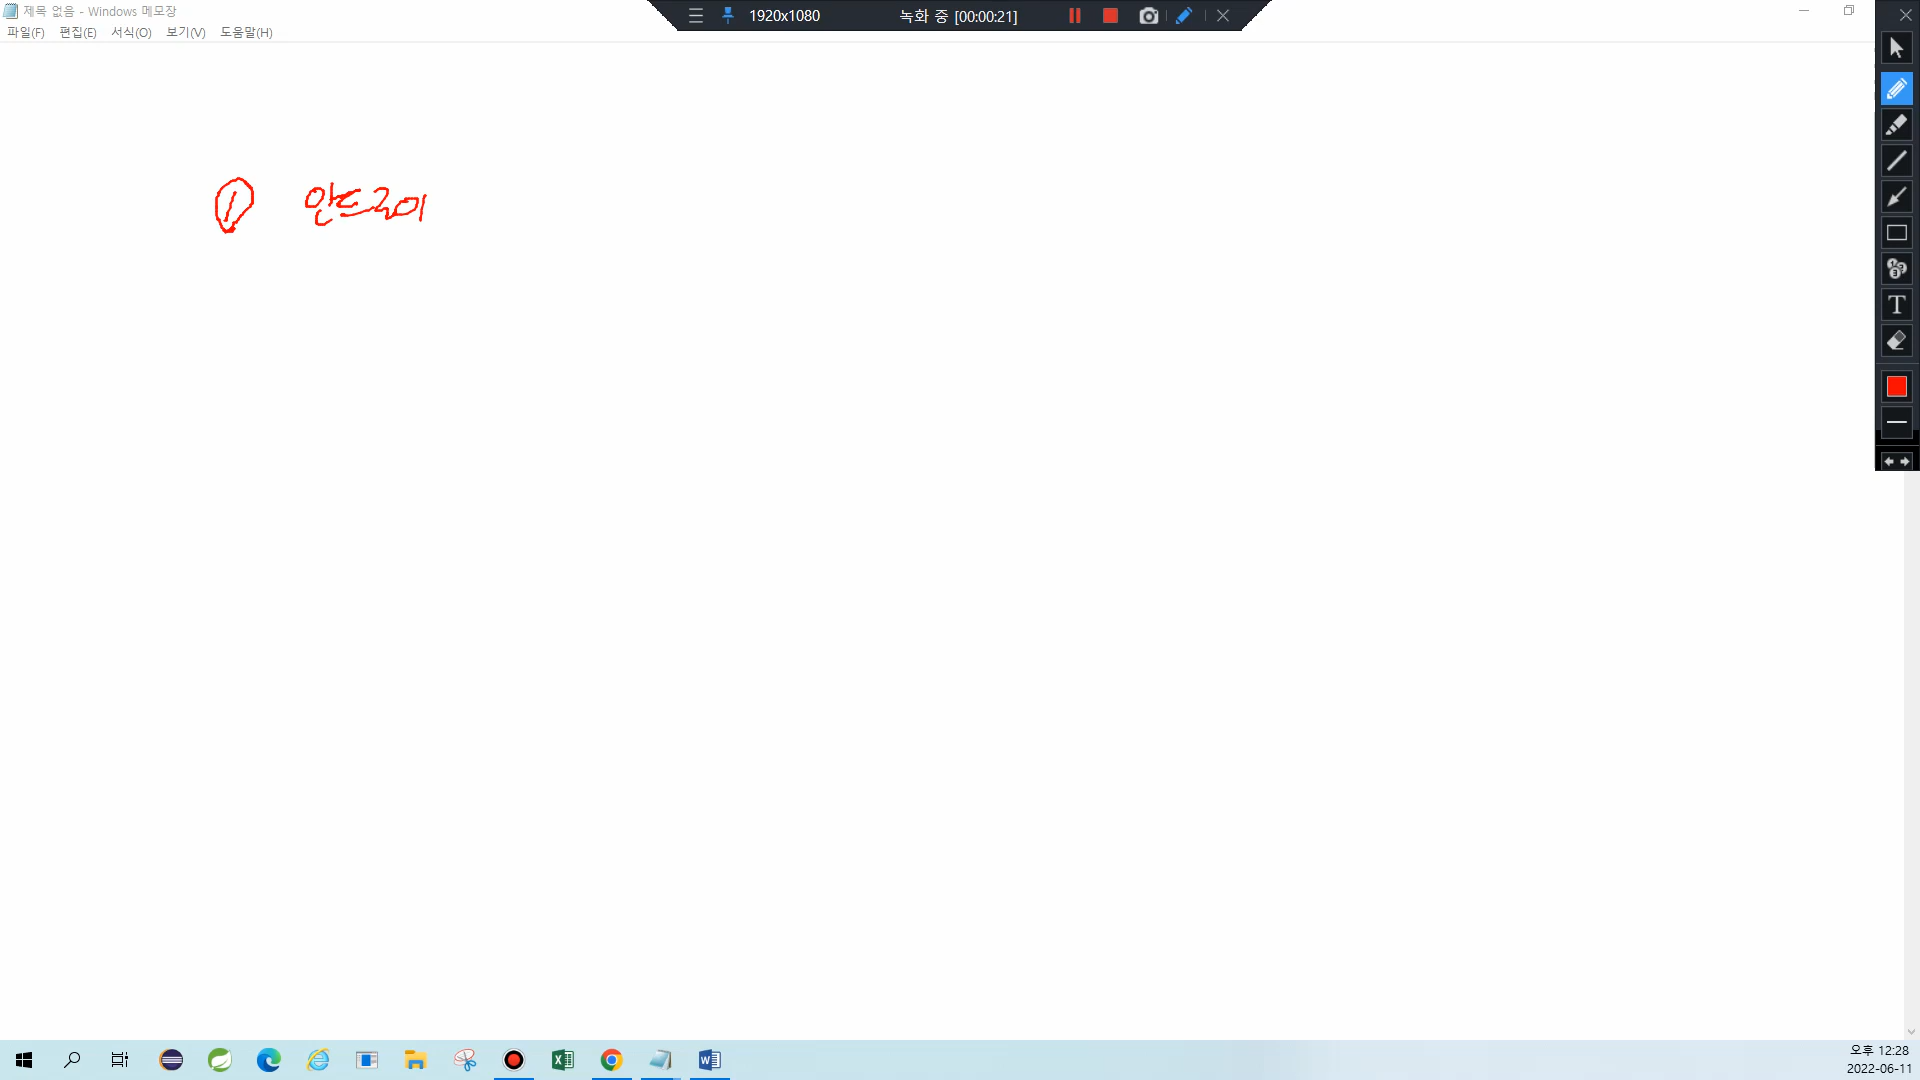 제목 없음 - Windows 메모장
1920x1080
녹화 중 [00:00:21]
파일(F) 편집(E) 서식(O) 보기(V) 도움말(H)
① 안드로이
T
오후 12:28
2022-06-11